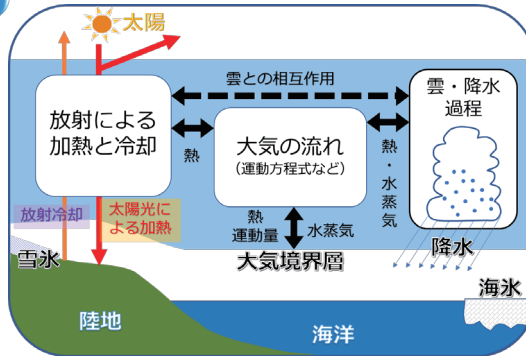 太陽
雲との相互作用
放射による
加熱と冷却
熱
大気の流れ
（運動方程式など）
熱・水蒸気
雲・降水
過程
放射冷却
太陽光に
よる加熱
熱
運動量
水蒸気
大気境界層
降水
雪氷
海氷
陸地
海洋